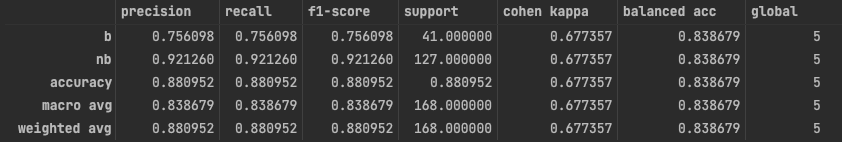 precision recall f1-score support cohen kappa balanced acc global
b 0.756098 0.756098 0.756098 41.000000 0.677357 0.838679 5
nb 0.921260 0.921260 0.921260 127.000000 0.677357 0.838679 5
accuracy 0.880952 0.880952 0.880952 0.880952 0.677357 0.838679 5
macro avg 0.838679 0.838679 0.838679 168.000000 0.677357 0.838679 5
weighted avg 0.880952 0.880952 0.880952 168.000000 0.677357 0.838679 5